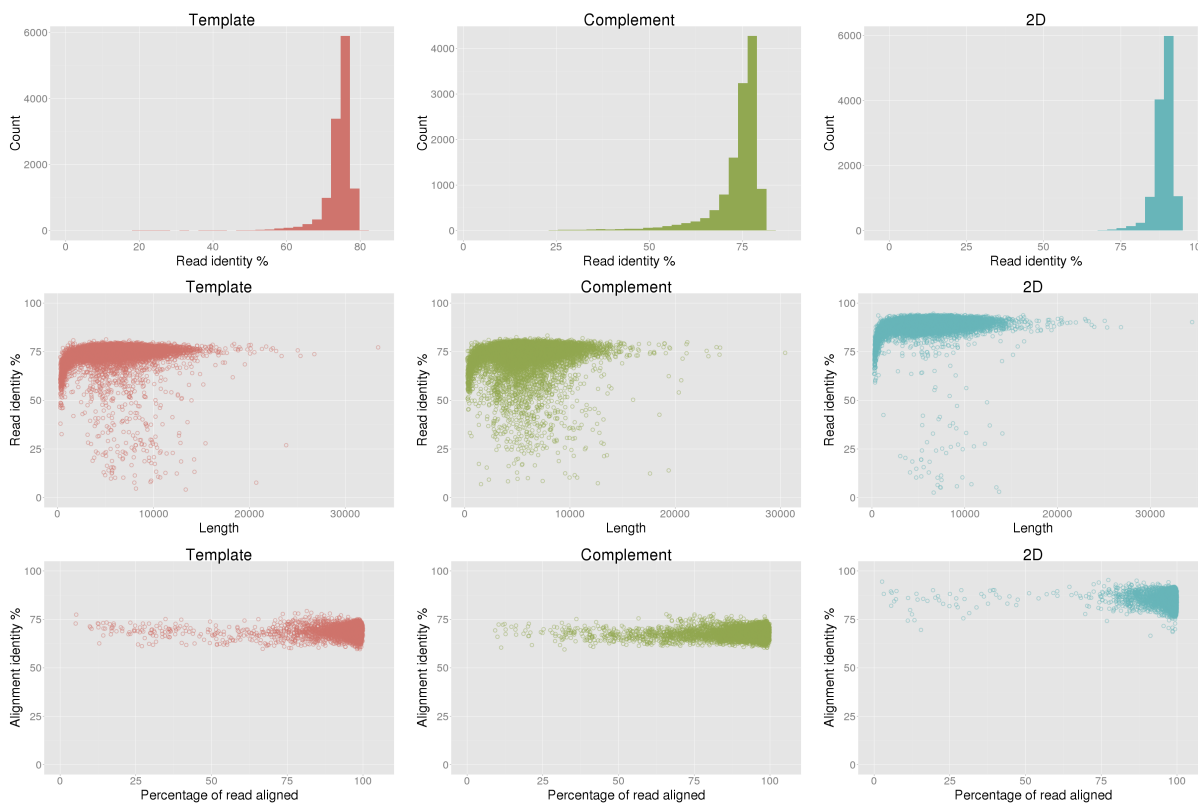 Template Complement 2D
6000
4000
2000
0
Count
0 20 40 60 80
Read identity %
4000
3000
2000
1000
0
Count
0 25 50 75
Read identity %
6000
4000
2000
0
Count
0 25 50 75 10
Read identity %
Template Complement 2D
100
75
50
25
0
Read identity %
0 10000 20000 30000
Length
100
75
50
25
0
Read identity %
0 10000 20000 30000
Length
100
75
50
25
0
Read identity %
0 10000 20000 30000
Length
Template Complement 2D
100
75
50
25
0
Alignment identity %
0 25 50 75 100
Percentage of read aligned
100
75
50
25
0
Alignment identity %
0 25 50 75 100
Percentage of read aligned
100
75
50
25
0
Alignment identity %
0 25 50 75 100
Percentage of read aligned